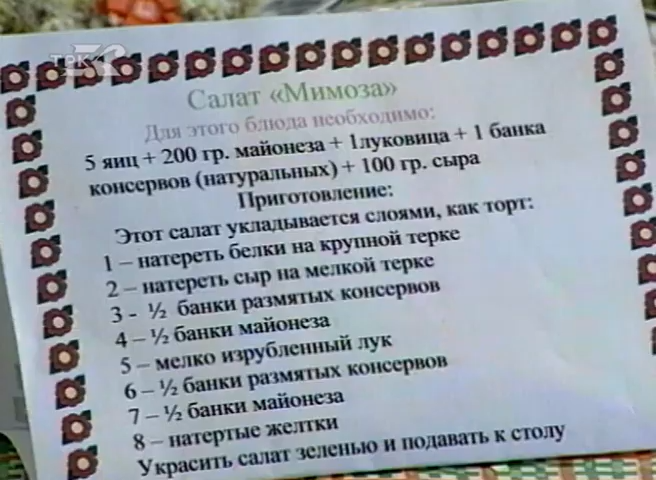 ТРК
Салат «Мимоза»
Для этого блюда необходимо:
5 яиц + 200 гр. майонеза + 1луковица + 1 банка
консервов (натуральных) + 100 гр. сыра
Приготовление:
Этот салат укладывается слоями, как торт:
1 – натереть белки на крупной терке
2 – натереть сыр на мелкой терке
3 - ½ банки размятых консервов
4 – ½ банки майонеза
5 – мелко изрубленный лук
6 – ½ банки размятых консервов
7 – ½ банки майонеза
8 – натертые желтки
Украсить салат зеленью и подавать к столу